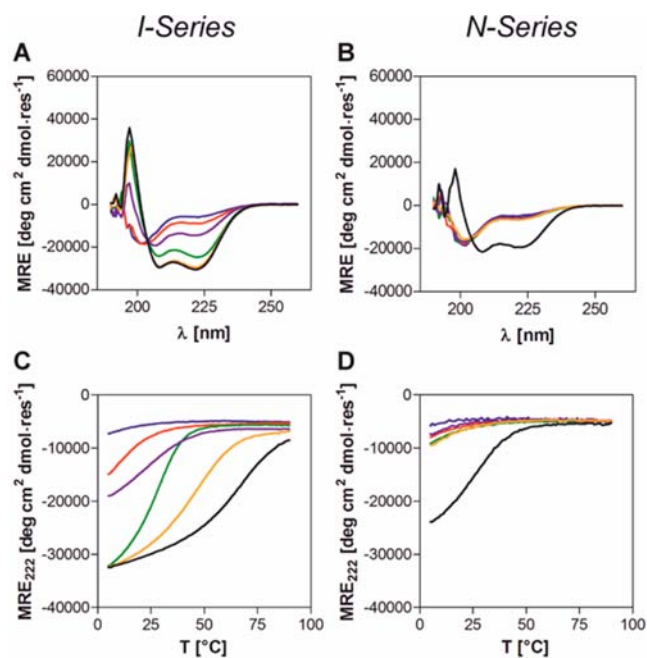 I-Series
N-Series
A
MRE [deg cm² dmol·res⁻¹]
60000
40000
20000
0
-20000
-40000
200
225
250
λ [nm]
B
MRE [deg cm² dmol·res⁻¹]
60000
40000
20000
0
-20000
-40000
200
225
250
λ [nm]
C
MRE₂₂₂ [deg cm² dmol·res⁻¹]
0
-10000
-20000
-30000
-40000
25
50
75
100
T [°C]
D
MRE₂₂₂ [deg cm² dmol·res⁻¹]
0
-10000
-20000
-30000
-40000
25
50
75
100
T [°C]